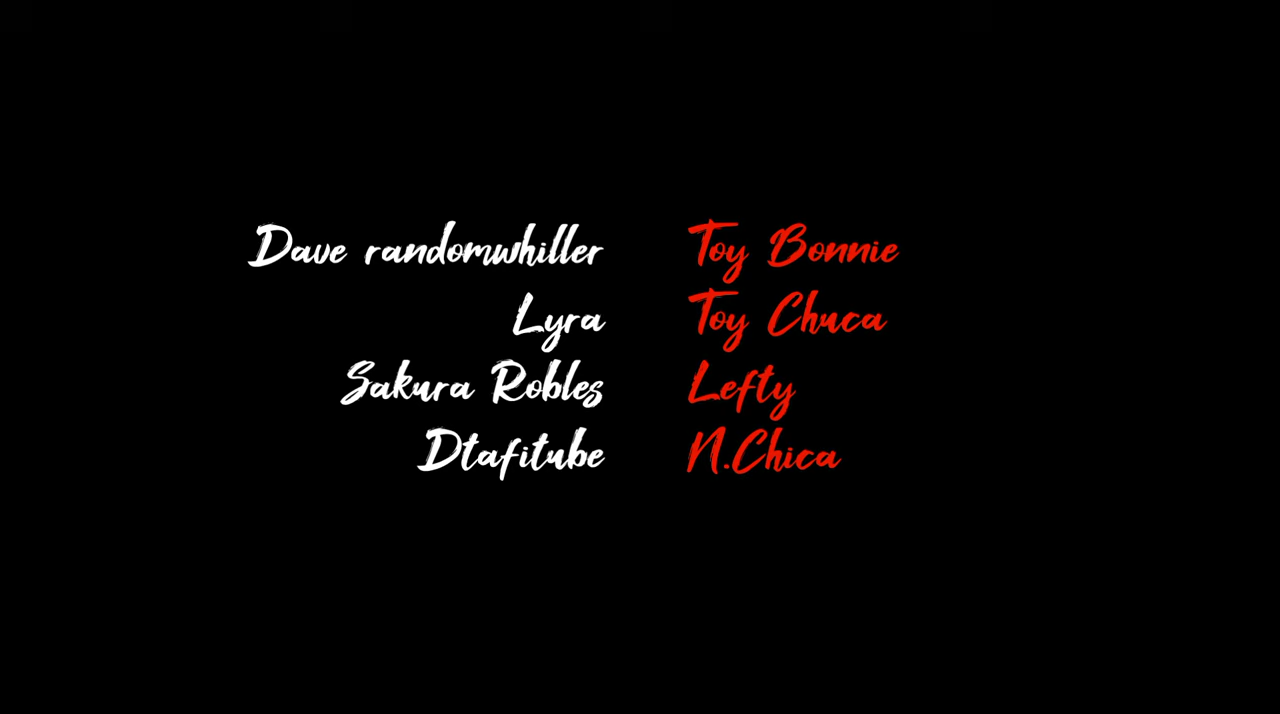 Dave randomwhiller Toy Bonnie
Lyra Toy Chuca
Sakura Robles Lefty
Dtafitube N.Chica